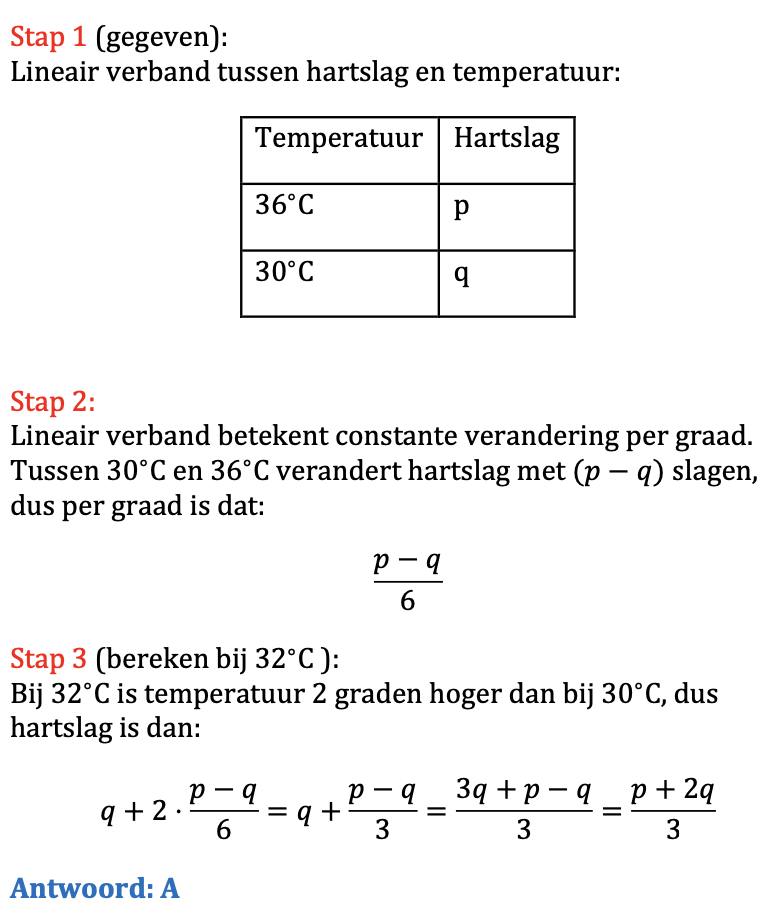 Stap 1 (gegeven):
Lineair verband tussen hartslag en temperatuur:
Temperatuur Hartslag
36°C p
30°C q
Stap 2:
Lineair verband betekent constante verandering per graad.
Tussen 30°C en 36°C verandert hartslag met (p − q) slagen,
dus per graad is dat:
\frac{p − q}{6}
Stap 3 (bereken bij 32°C ):
Bij 32°C is temperatuur 2 graden hoger dan bij 30°C, dus
hartslag is dan:
q + 2 · \frac{p − q}{6} = q + \frac{p − q}{3} = \frac{3q + p − q}{3} = \frac{p + 2q}{3}
Antwoord: A